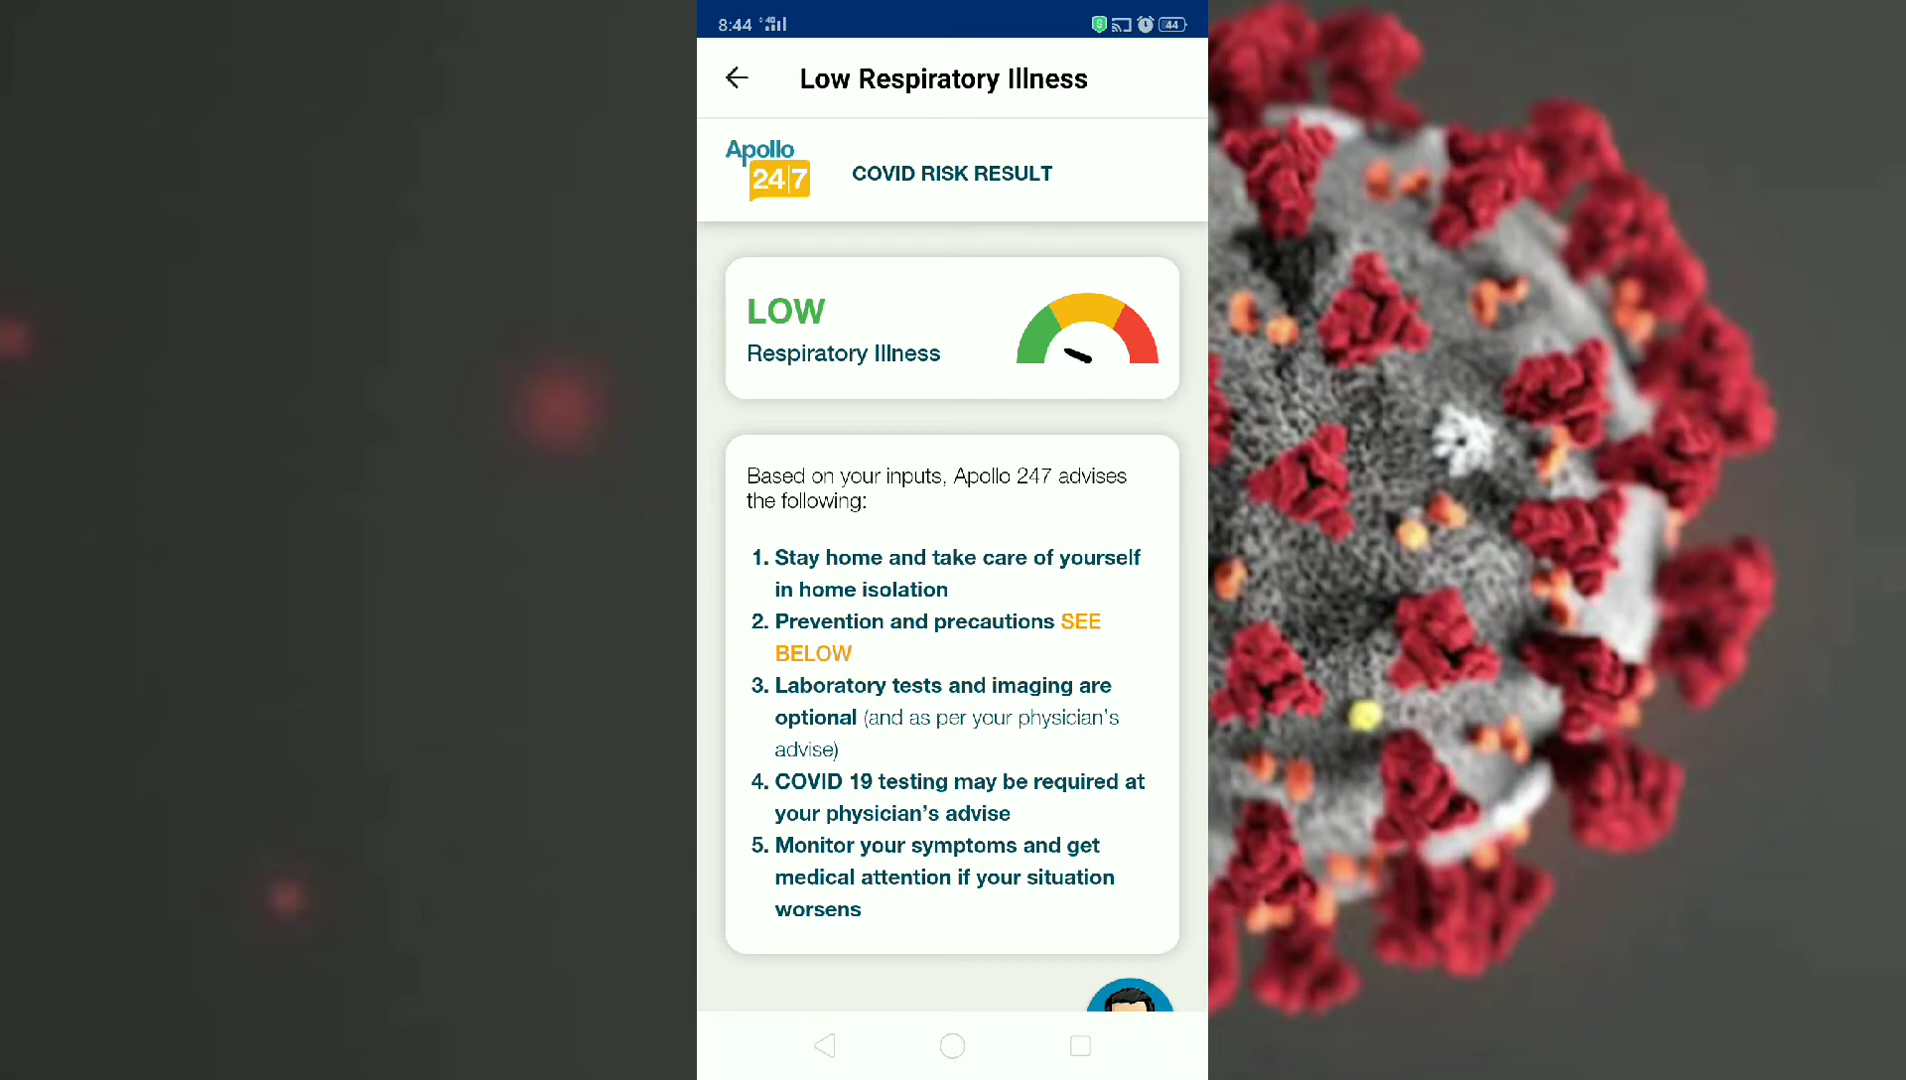 8:44 4G 44
Low Respiratory Illness
Apollo
24|7
COVID RISK RESULT
LOW
Respiratory Illness
Based on your inputs, Apollo 247 advises
the following:
1. Stay home and take care of yourself
in home isolation
2. Prevention and precautions SEE
BELOW
3. Laboratory tests and imaging are
optional (and as per your physician's
advise)
4. COVID 19 testing may be required at
your physician's advise
5. Monitor your symptoms and get
medical attention if your situation
worsens